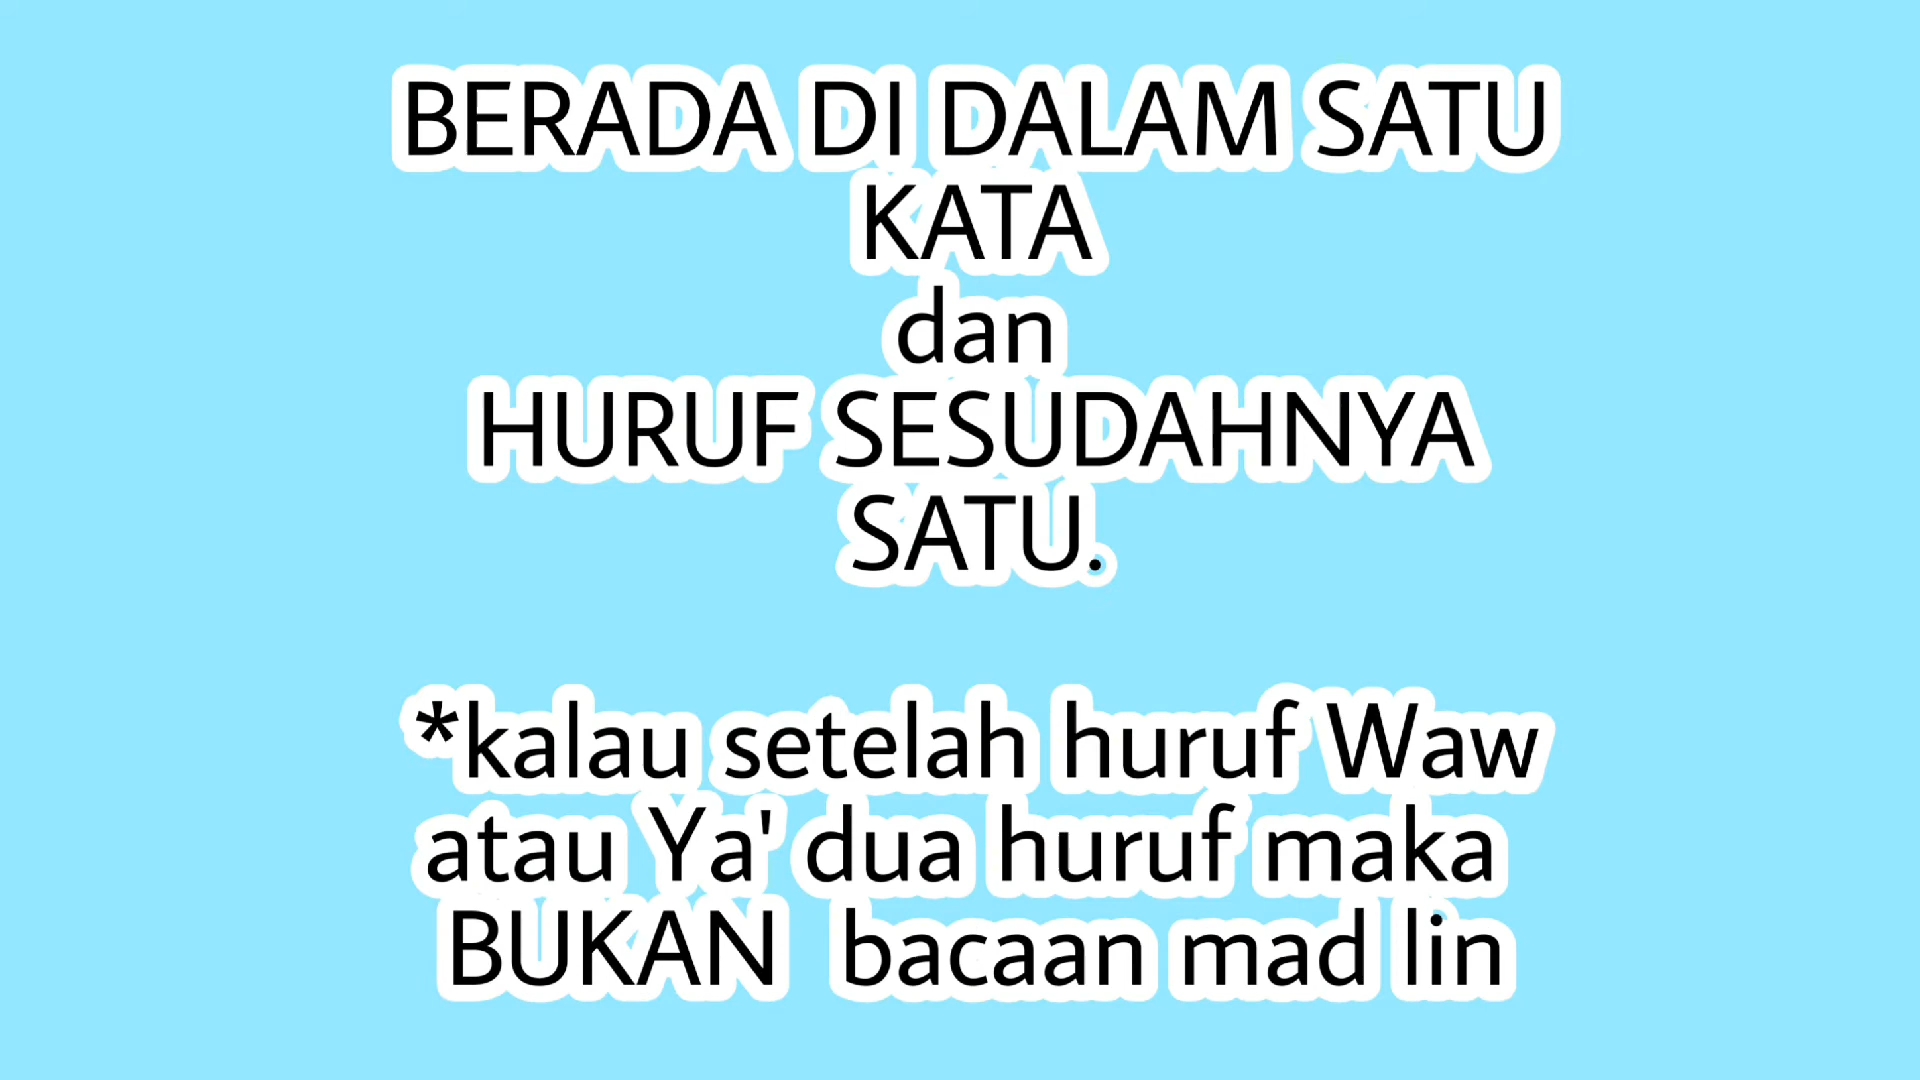 BERADA DI DALAM SATU
KATA
dan
HURUF SESUDAHNYA
SATU.
*kalau setelah huruf Waw
atau Ya' dua huruf maka
BUKAN  bacaan mad lin